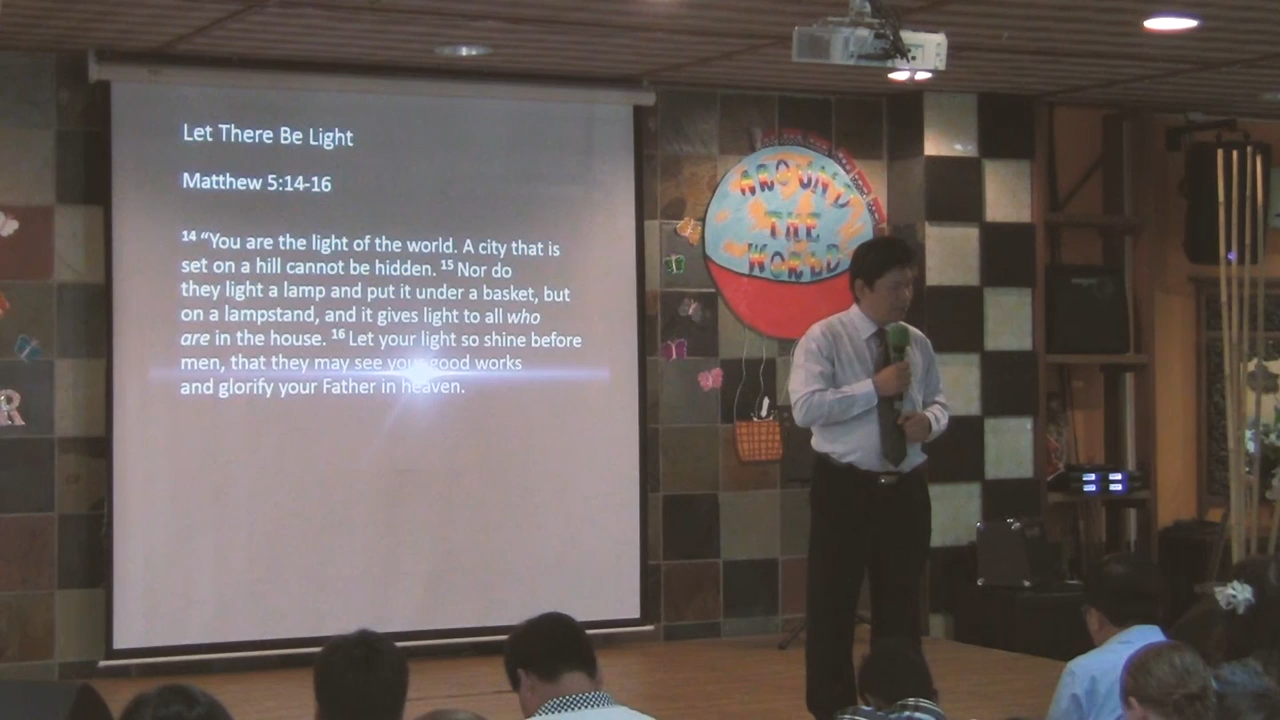 Let There Be Light
Matthew 5:14-16
14 “You are the light of the world. A city that is
set on a hill cannot be hidden. 15 Nor do
they light a lamp and put it under a basket, but
on a lampstand, and it gives light to all who
are in the house. 16 Let your light so shine before
men, that they may see your good works
and glorify your Father in heaven.
AROUND
THE
WORLD
R